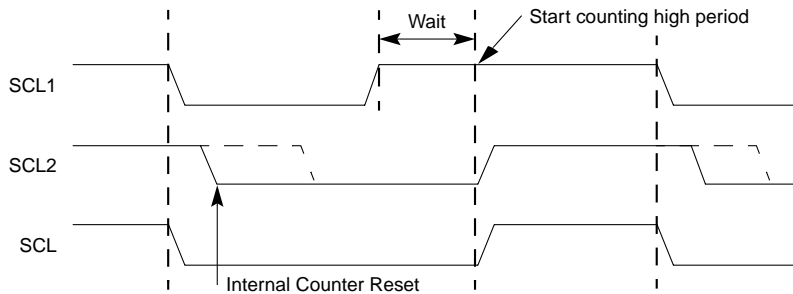 Wait
Start counting high period
SCL1
SCL2
SCL
Internal Counter Reset